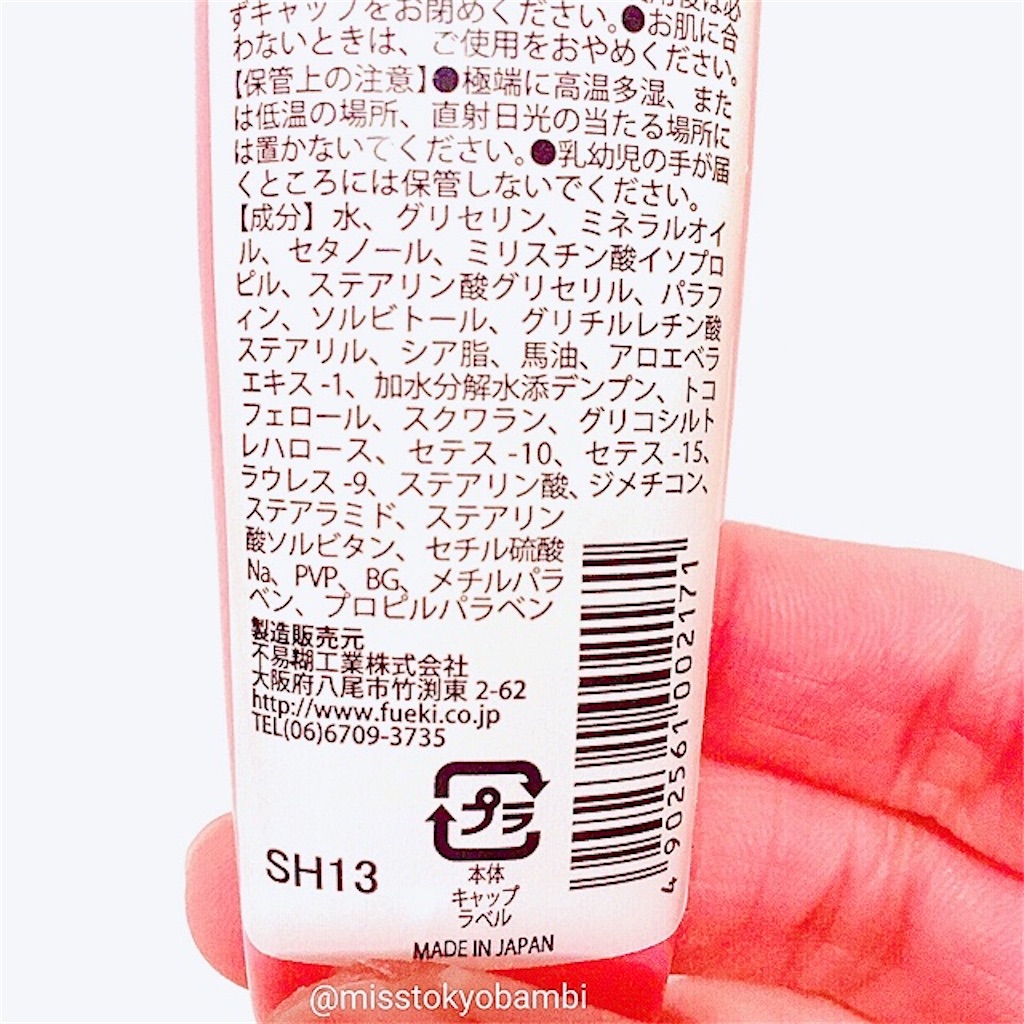 ずキャップをお閉めください。●お肌に合
わないときは、ご使用をおやめください。
【保管上の注意】●極端に高温多湿、また
は低温の場所、直射日光の当たる場所に
は置かないでください。●乳幼児の手が届
くところには保管しないでください。
【成分】水、グリセリン、ミネラルオイ
ル、セタノール、ミリスチン酸イソプロ
ピル、ステアリン酸グリセリル、パラフ
ィン、ソルビトール、グリチルレチン酸
ステアリル、シア脂、馬油、アロエベラ
エキス-1、加水分解水添デンプン、トコ
フェロール、スクワラン、グリコシルト
レハロース、セテス-10、セテス-15、
ラウレス-9、ステアリン酸、ジメチコン、
ステアラミド、ステアリン
酸ソルビタン、セチル硫酸
Na、PVP、BG、メチルパラ
ベン、プロピルパラベン
製造販売元
不易糊工業株式会社
大阪府八尾市竹渕東 2-62
http://www.fueki.co.jp
TEL(06)6709-3735
4 902561 002171
プラ
本体
キャップ
ラベル
SH13
MADE IN JAPAN
@misstokyobambi